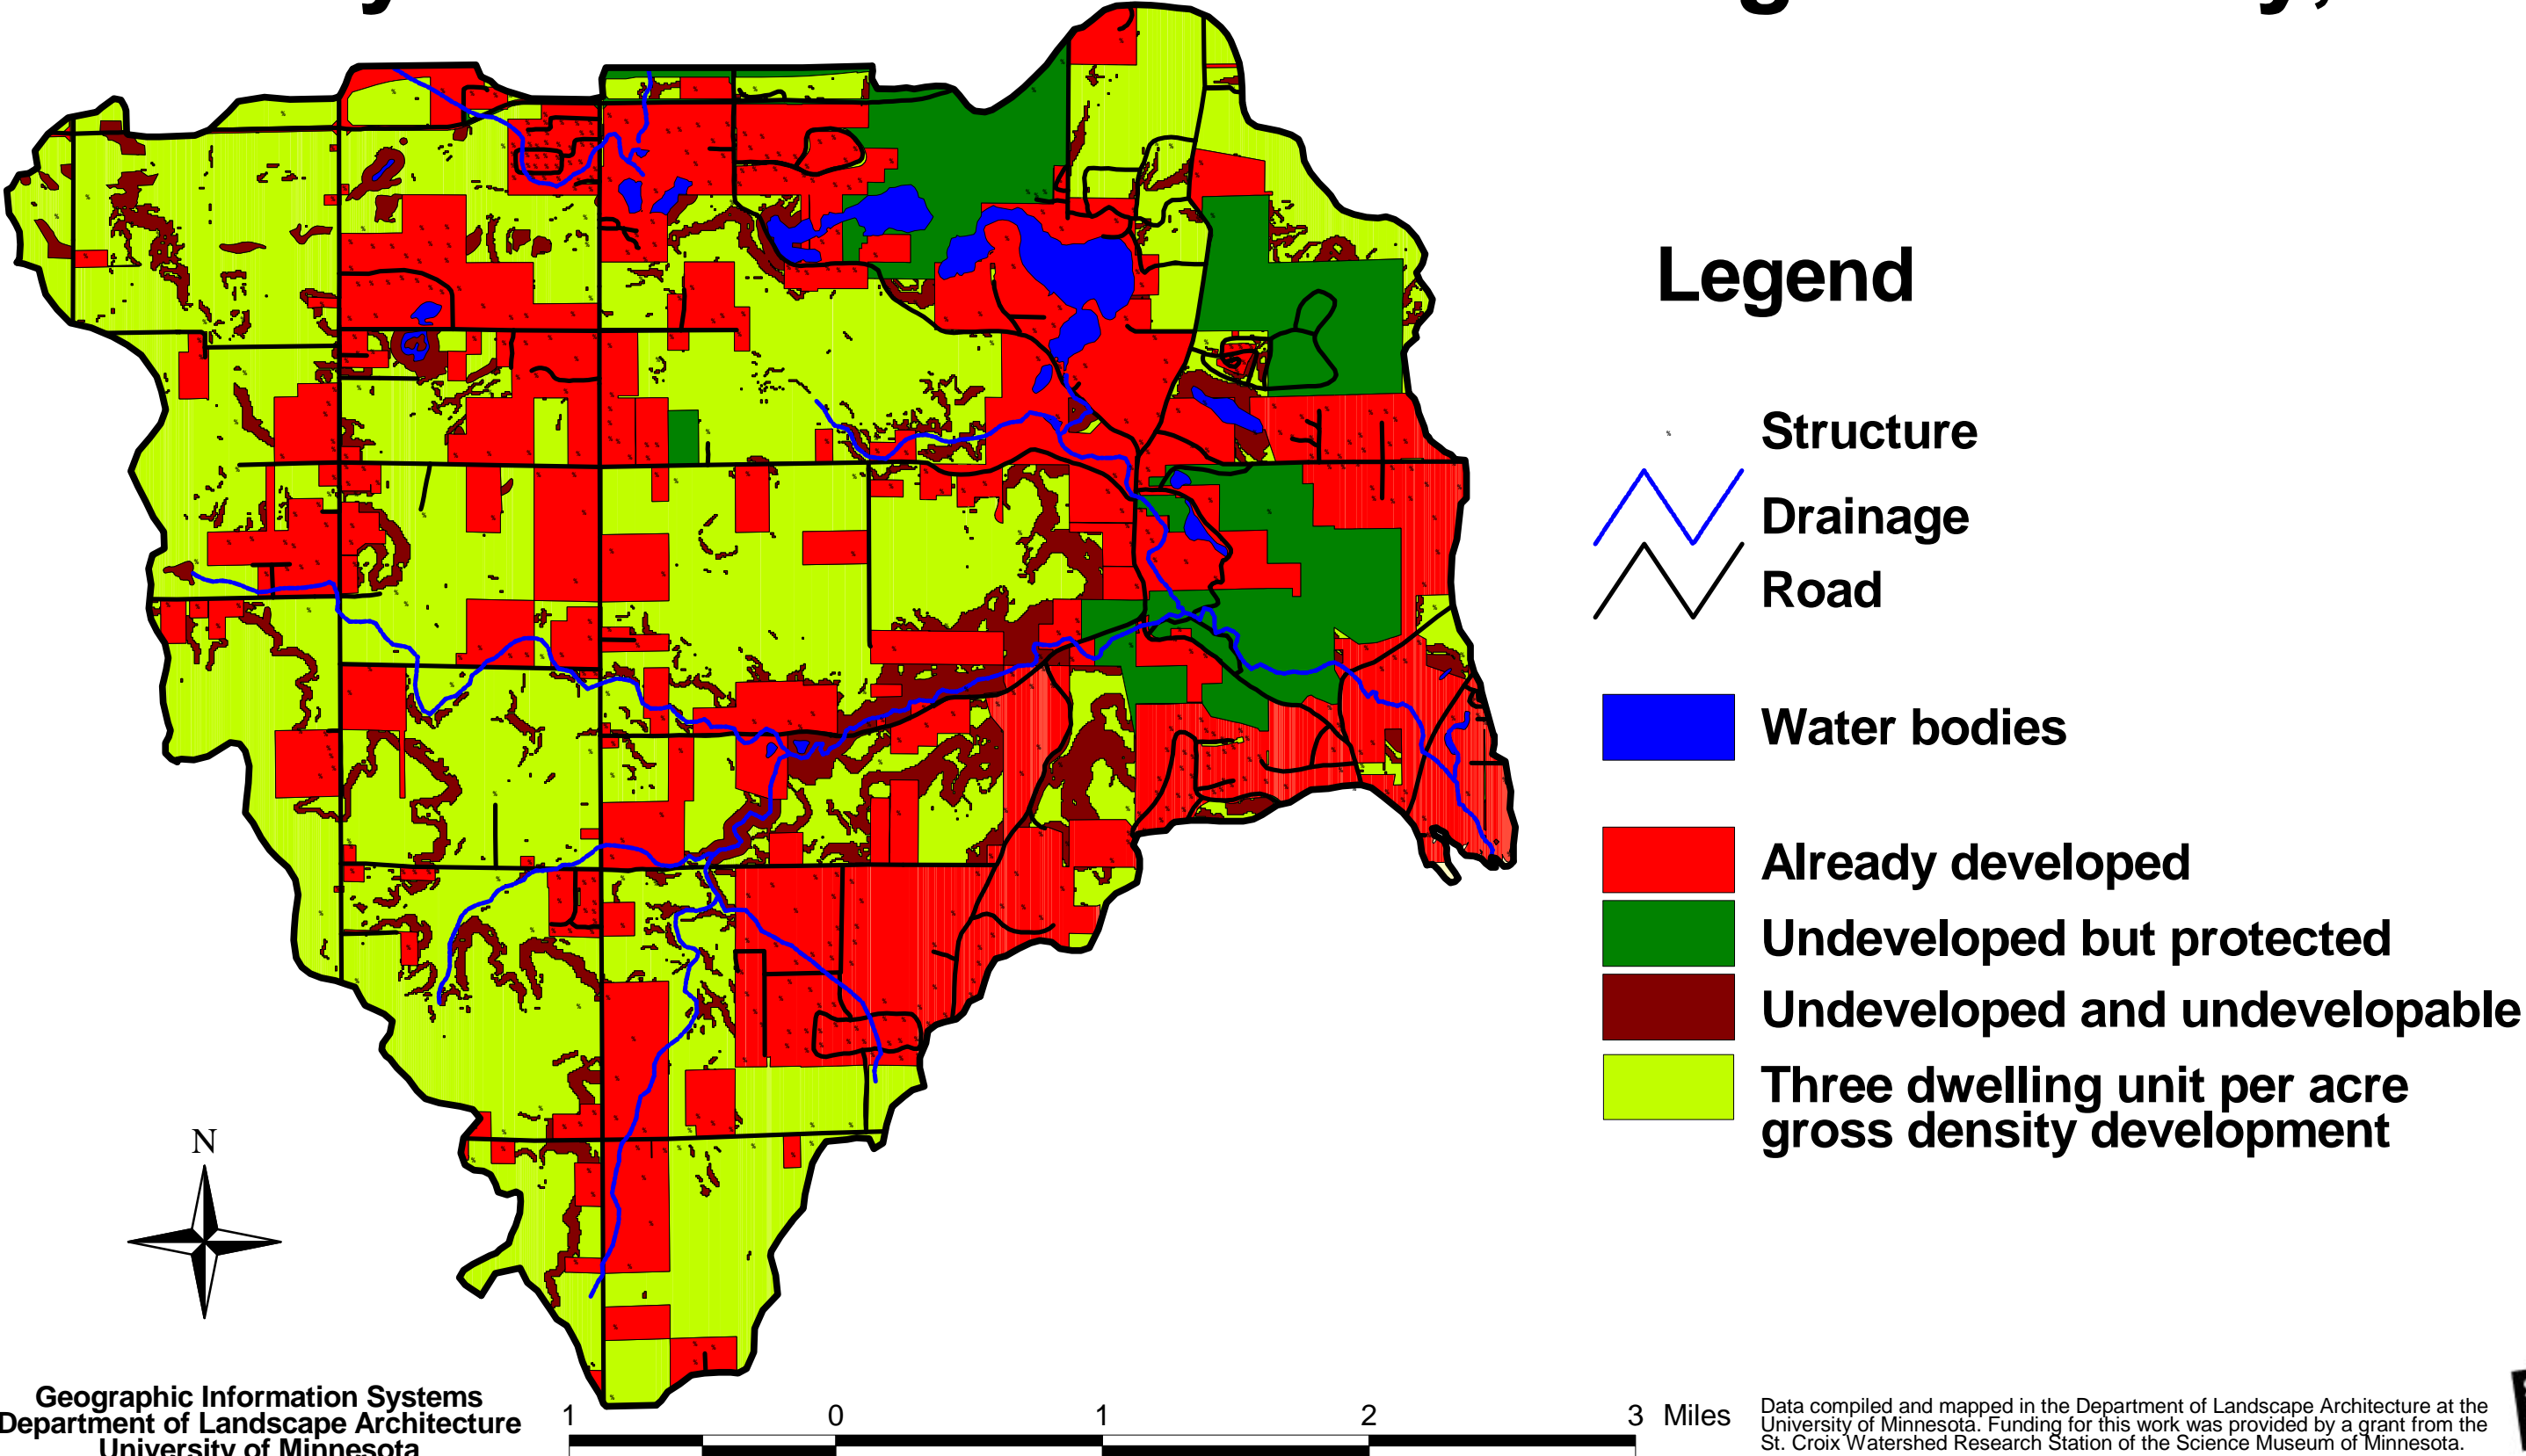 Legend
Structure
Drainage
Road
Water bodies
Already developed
Undeveloped but protected
Undeveloped and undevelopable
Three dwelling unit per acre
gross density development
N
Geographic Information Systems
Department of Landscape Architecture
University of Minnesota
1 0 1 2 3 Miles
Data compiled and mapped in the Department of Landscape Architecture at the
University of Minnesota. Funding for this work was provided by a grant from the
St. Croix Watershed Research Station of the Science Museum of Minnesota.